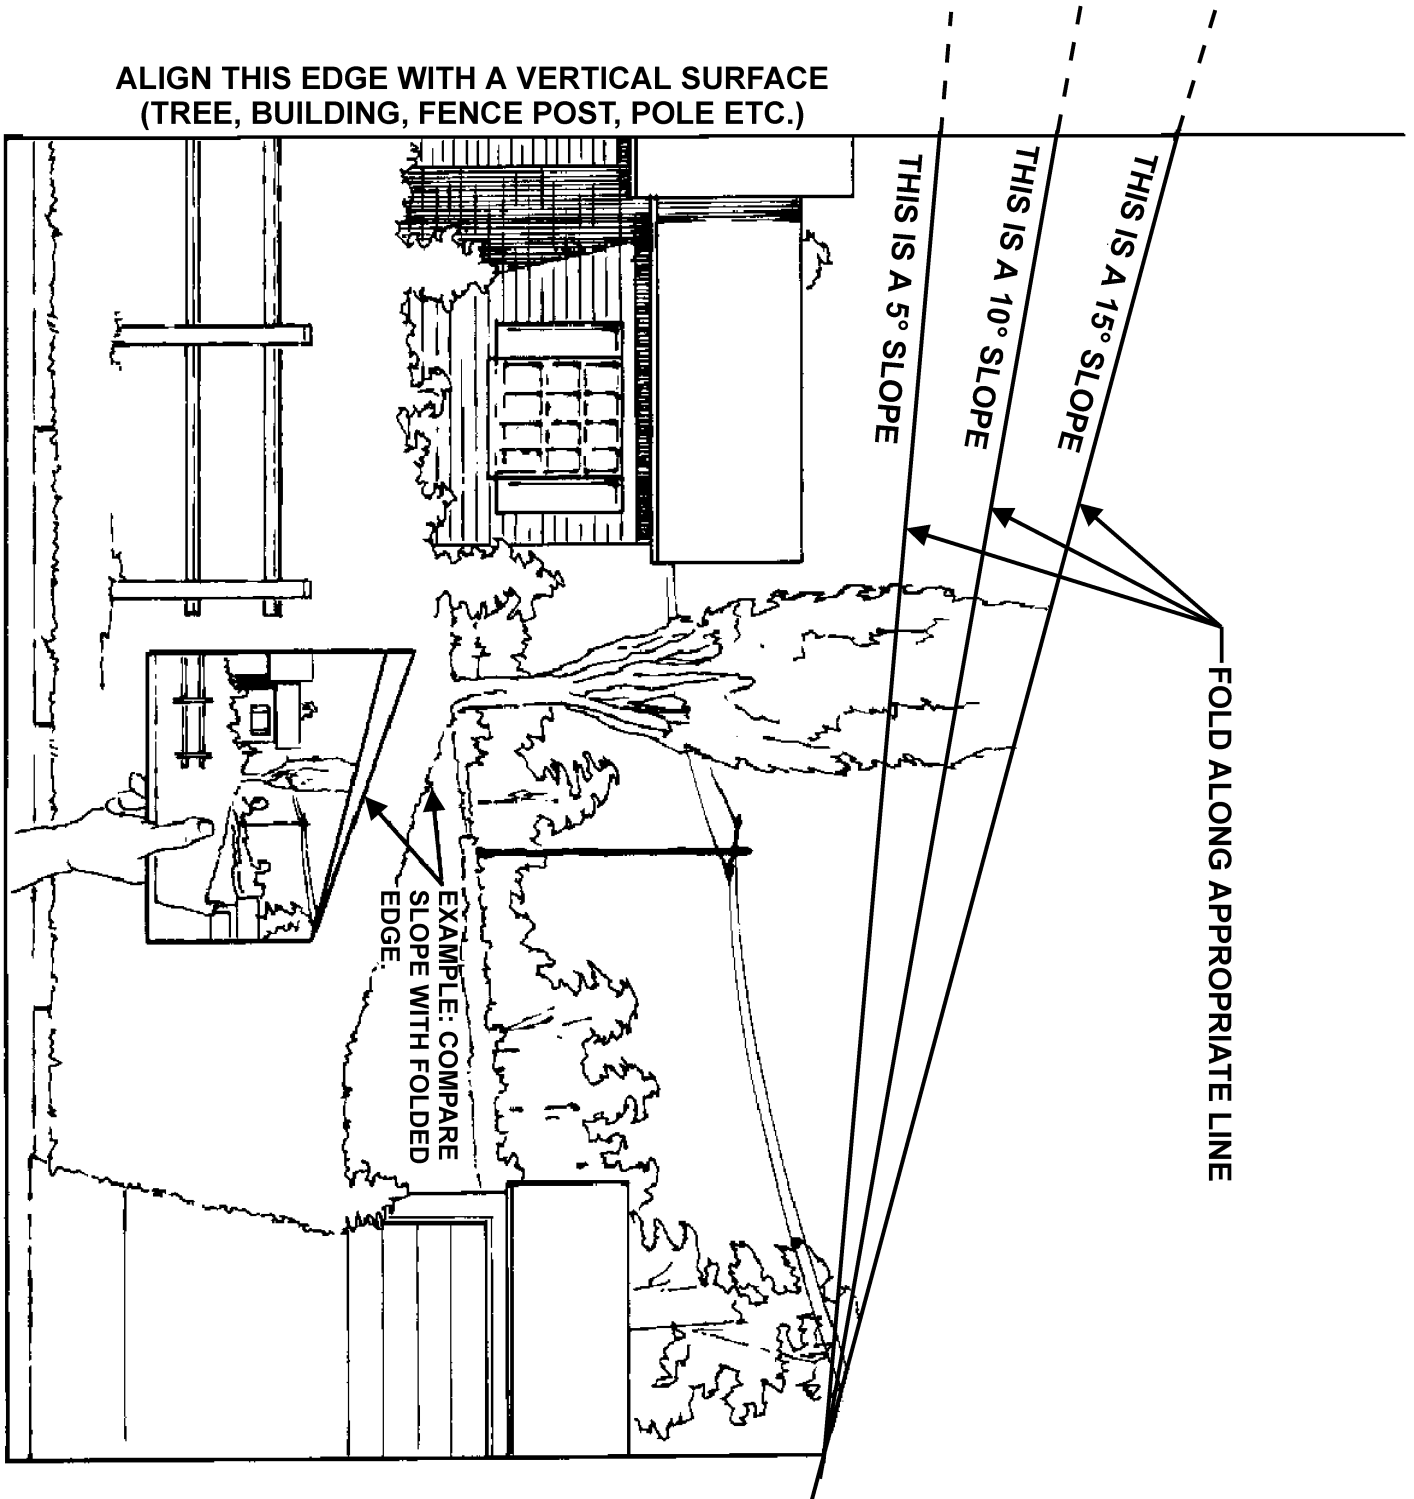 ALIGN THIS EDGE WITH A VERTICAL SURFACE
(TREE, BUILDING, FENCE POST, POLE ETC.)
THIS IS A 15° SLOPE
THIS IS A 10° SLOPE
THIS IS A 5° SLOPE
FOLD ALONG APPROPRIATE LINE
EXAMPLE: COMPARE
SLOPE WITH FOLDED
EDGE.